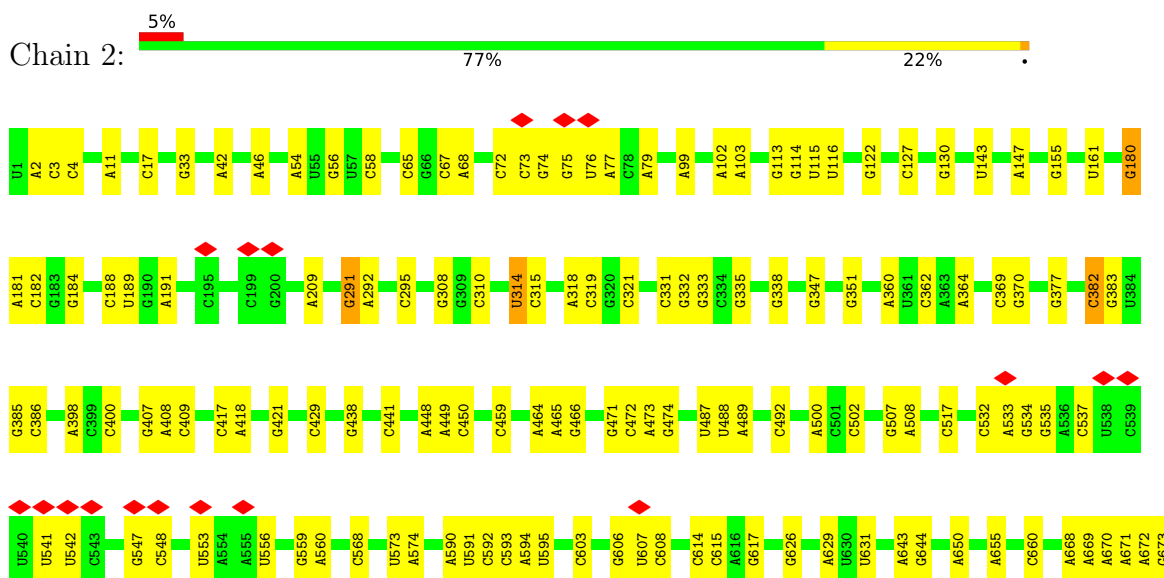 5%
Chain 2:
77%
22%
•
U1 A2 C3 C4 A11 C17 G33 A42 A46 A54 U55 G56 U57 C58 C65 G66 C67 A68 C72 C73 G74 G75 U76 A77 C78 A79 A99 A102 A103 G113 G114 U115 U116 G122 C127 G130 U143 A147 G155 U161 G180
A181 C182 G183 G184 C188 U189 G190 A191 C195 C199 G200 A209 G291 A292 C295 G308 G309 C310 U314 C315 A318 C319 G320 C321 C331 G332 G333 C334 G335 G338 G347 G351 A360 U361 C362 A363 A364 C369 G370 G377 C382 G383 U384
G385 C386 A398 C399 C400 G407 A408 C409 C417 A418 G421 C429 G438 C441 A448 A449 C450 C459 A464 A465 G466 G471 C472 A473 G474 U487 U488 A489 C492 A500 C501 C502 G507 A508 C517 C532 A533 G534 G535 A536 C537 U538 C539
U540 U541 U542 C543 G547 C548 U553 A554 A555 U556 G559 A560 C568 U573 A574 A590 U591 C592 C593 A594 U595 C603 G606 U607 C608 C614 C615 A616 G617 G626 A629 U630 U631 A643 G644 A650 A655 C660 A668 A669 A670 A671 A672 G673